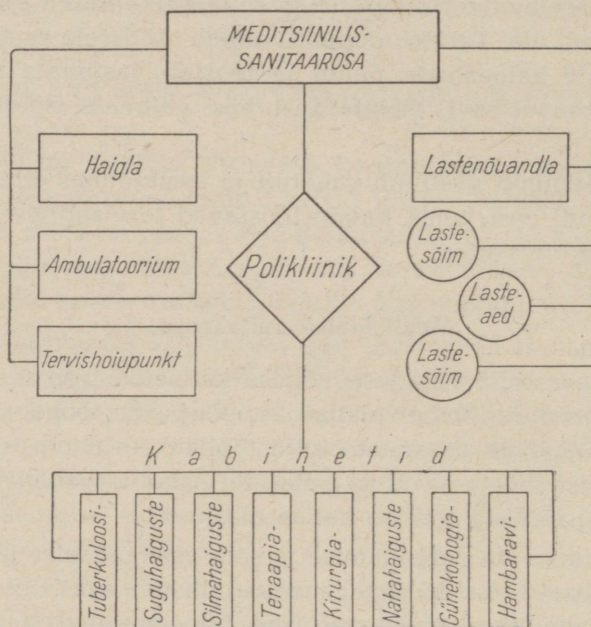 MEDITSIINILIS-
SANITAAROSA
Haigla
Lastenõuandla
Ambulatoorium
Polikliinik
Laste-
sõim
Laste-
aed
Tervishoiupunkt
Laste-
sõim
Kabinetid
Tuberkuloosi-
Suguhaiguste
Silmahaiguste
Teraapia-
Kirurgia-
Nahahaiguste
Günekoloogia-
Hambaravi-